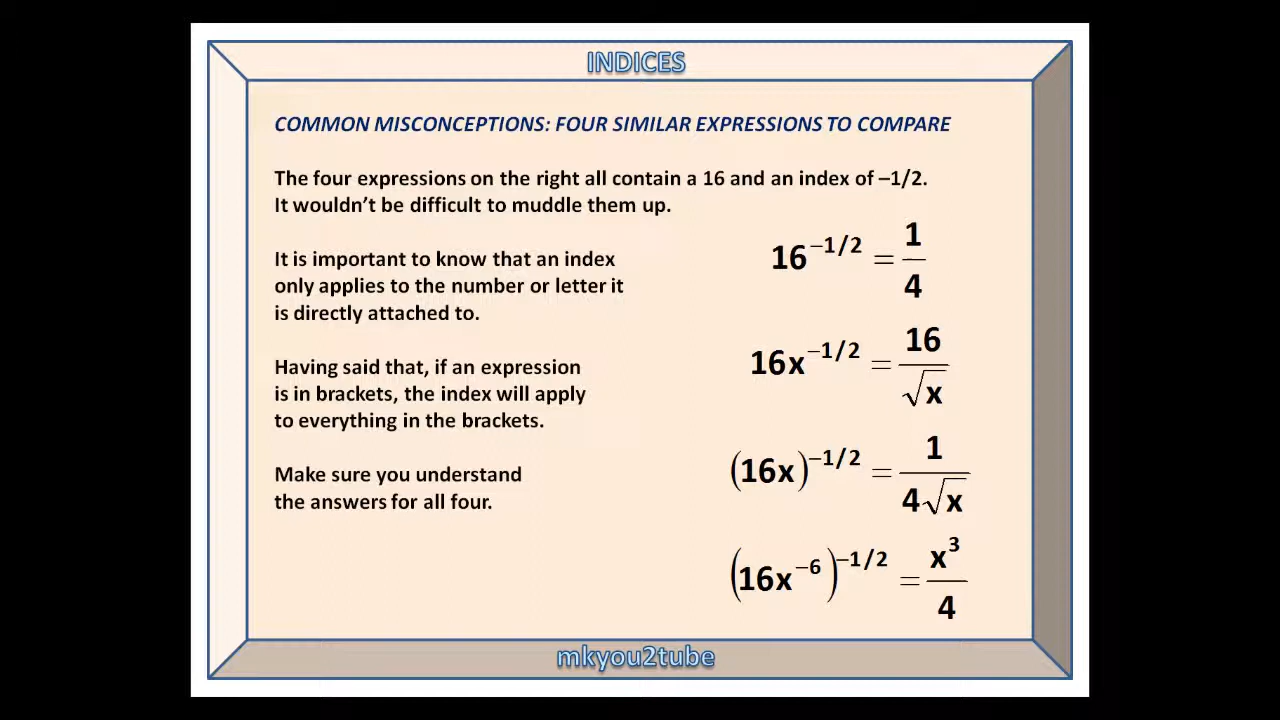 INDICES
COMMON MISCONCEPTIONS: FOUR SIMILAR EXPRESSIONS TO COMPARE
The four expressions on the right all contain a 16 and an index of –1/2.
It wouldn't be difficult to muddle them up.
It is important to know that an index
only applies to the number or letter it
is directly attached to.
Having said that, if an expression
is in brackets, the index will apply
to everything in the brackets.
Make sure you understand
the answers for all four.
16^(−1/2) = 1/4
16x^(−1/2) = 16/√x
(16x)^(−1/2) = 1/(4√x)
(16x^(−6))^(−1/2) = x^3/4
mkyou2tube